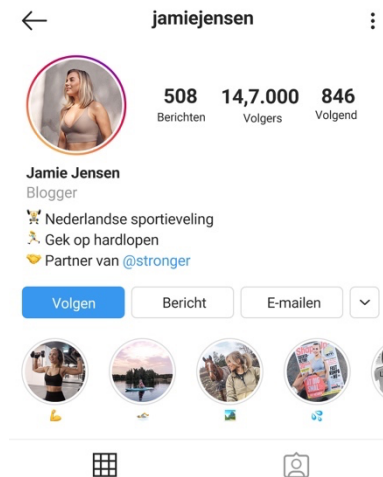 jamiejensen
508 14,7.000 846
Berichten Volgers Volgend
Jamie Jensen
Blogger
Nederlandse sportieveling
Gek op hardlopen
Partner van @stronger
Volgen Bericht E-mailen